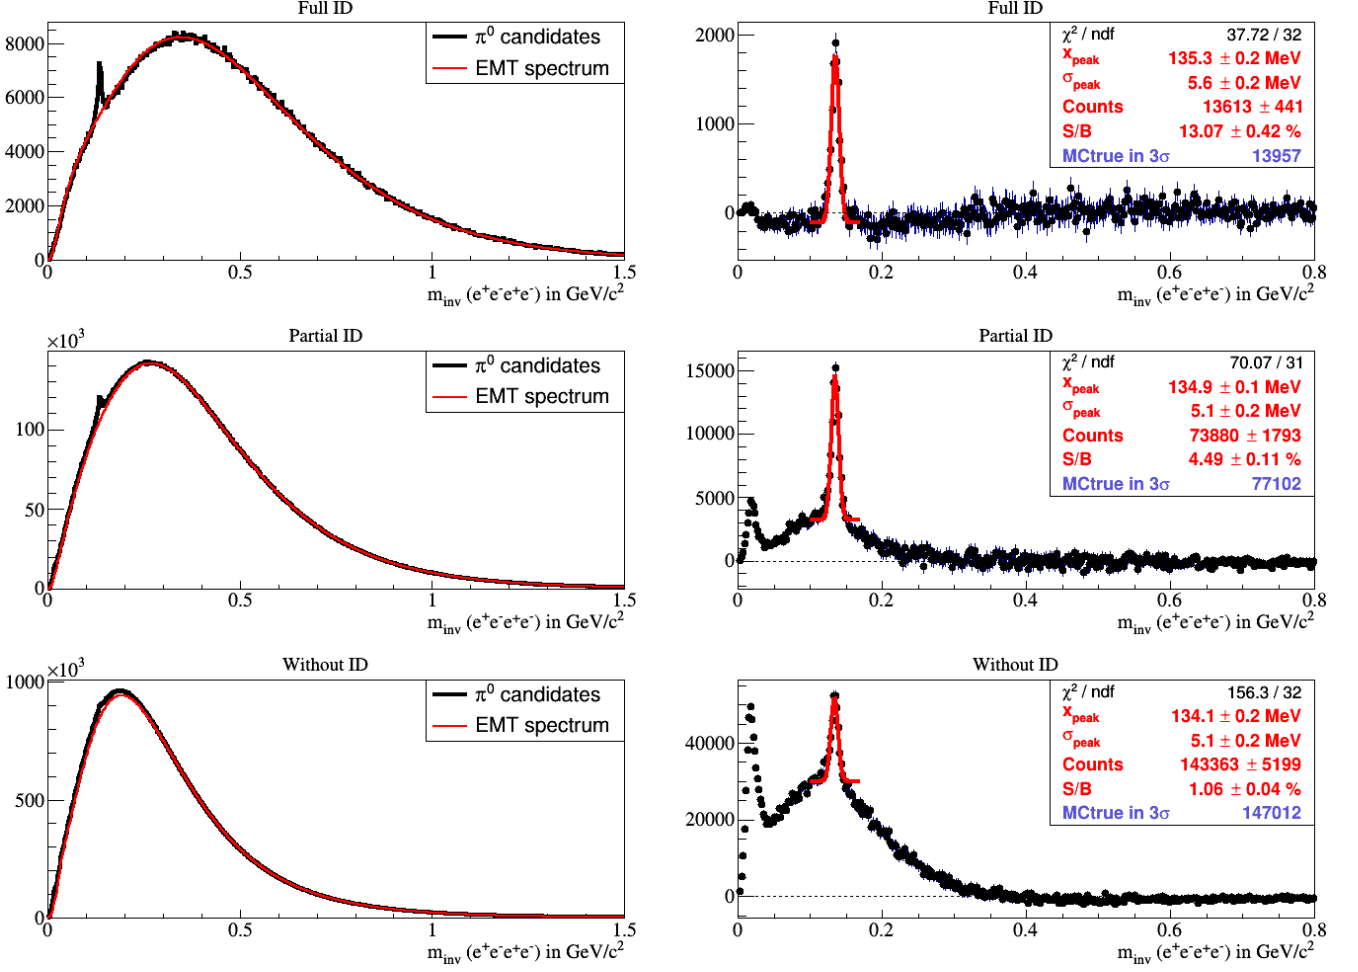 Full ID
π⁰ candidates
EMT spectrum
8000
6000
4000
2000
0
0 0.5 1 1.5
m_inv (e⁺e⁻e⁺e⁻) in GeV/c²
Full ID
χ² / ndf 37.72 / 32
x_peak 135.3 ± 0.2 MeV
σ_peak 5.6 ± 0.2 MeV
Counts 13613 ± 441
S/B 13.07 ± 0.42 %
MCtrue in 3σ 13957
2000
1000
0
0 0.2 0.4 0.6 0.8
m_inv (e⁺e⁻e⁺e⁻) in GeV/c²
Partial ID
×10³
π⁰ candidates
EMT spectrum
100
50
0
0 0.5 1 1.5
m_inv (e⁺e⁻e⁺e⁻) in GeV/c²
Partial ID
χ² / ndf 70.07 / 31
x_peak 134.9 ± 0.1 MeV
σ_peak 5.1 ± 0.2 MeV
Counts 73880 ± 1793
S/B 4.49 ± 0.11 %
MCtrue in 3σ 77102
15000
10000
5000
0
0 0.2 0.4 0.6 0.8
m_inv (e⁺e⁻e⁺e⁻) in GeV/c²
Without ID
×10³
π⁰ candidates
EMT spectrum
1000
500
0
0 0.5 1 1.5
m_inv (e⁺e⁻e⁺e⁻) in GeV/c²
Without ID
χ² / ndf 156.3 / 32
x_peak 134.1 ± 0.2 MeV
σ_peak 5.1 ± 0.2 MeV
Counts 143363 ± 5199
S/B 1.06 ± 0.04 %
MCtrue in 3σ 147012
40000
20000
0
0 0.2 0.4 0.6 0.8
m_inv (e⁺e⁻e⁺e⁻) in GeV/c²